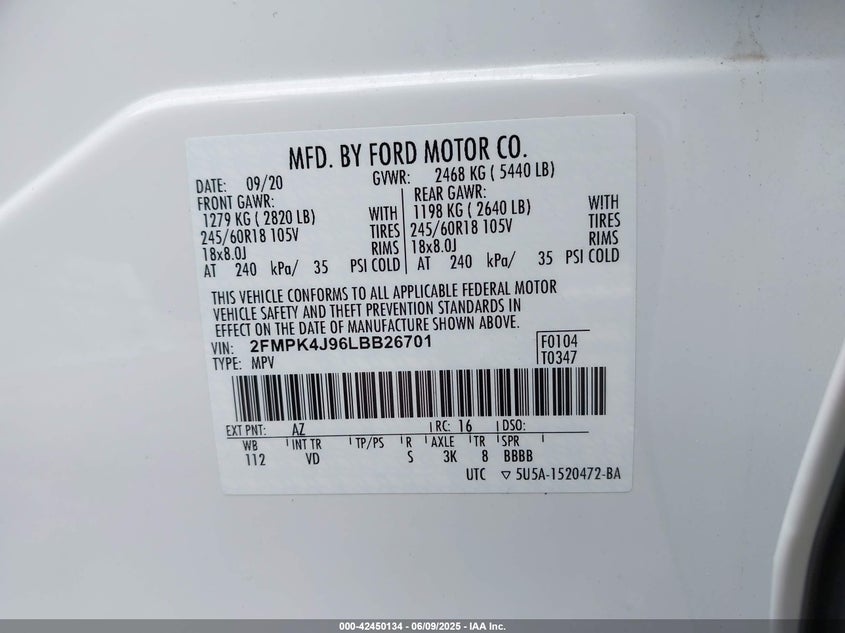 MFD. BY FORD MOTOR CO.
DATE: 09/20 GVWR: 2468 KG ( 5440 LB)
FRONT GAWR: REAR GAWR:
1279 KG ( 2820 LB) WITH 1198 KG ( 2640 LB) WITH
245/60R18 105V TIRES 245/60R18 105V TIRES
18x8.0J RIMS 18x8.0J RIMS
AT 240 kPa/ 35 PSI COLD AT 240 kPa/ 35 PSI COLD
THIS VEHICLE CONFORMS TO ALL APPLICABLE FEDERAL MOTOR
VEHICLE SAFETY AND THEFT PREVENTION STANDARDS IN
EFFECT ON THE DATE OF MANUFACTURE SHOWN ABOVE.
VIN: 2FMPK4J96LBB26701 F0104
TYPE: MPV T0347
EXT PNT: AZ RC: 16 DSO:
WB INT TR TP/PS R AXLE TR SPR
112 VD S 3K 8 BBBB
UTC ▽ 5U5A-1520472-BA
000-42450134 | 06/09/2025 - IAA Inc.